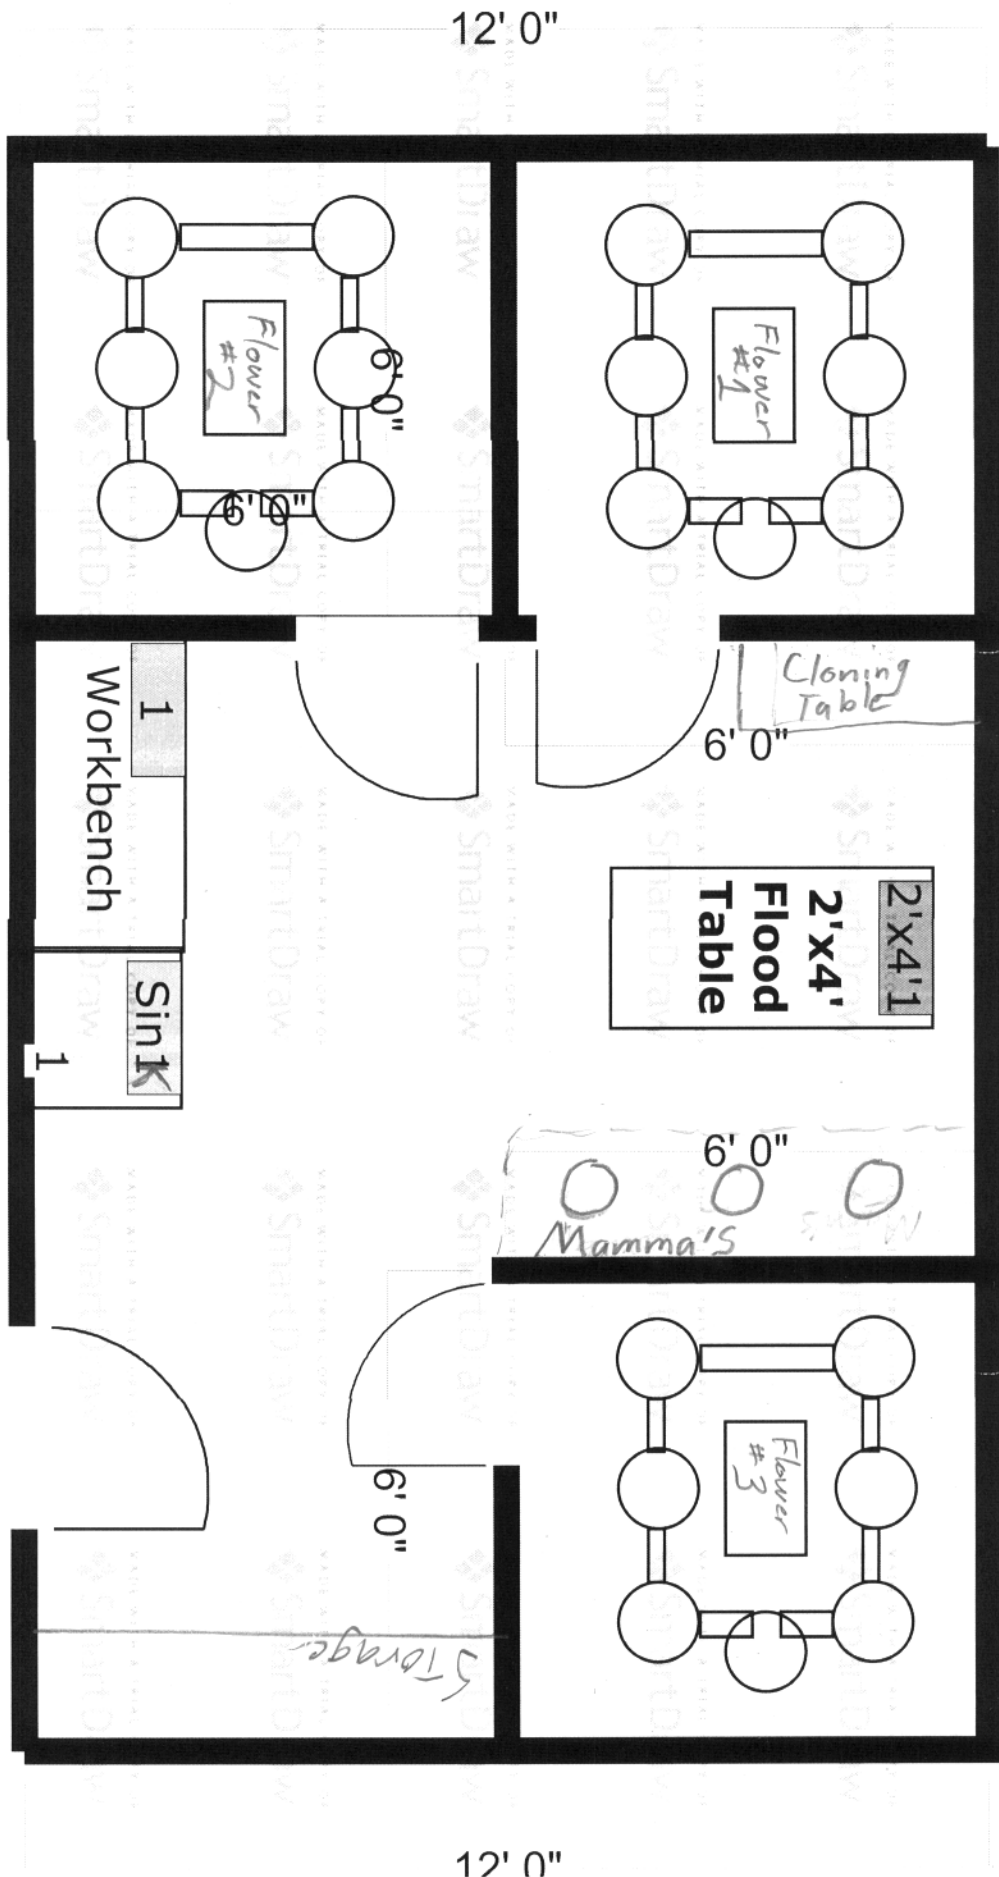 12' 0"
Flower
#2
6' 0"
6' 0"
Flower
#1
1
Workbench
Cloning
Table
6' 0"
2'x4'1
2'x4'
Flood
Table
Sink
1
1
6' 0"
Mamma's
Flower
#3
6' 0"
Storage
12' 0"